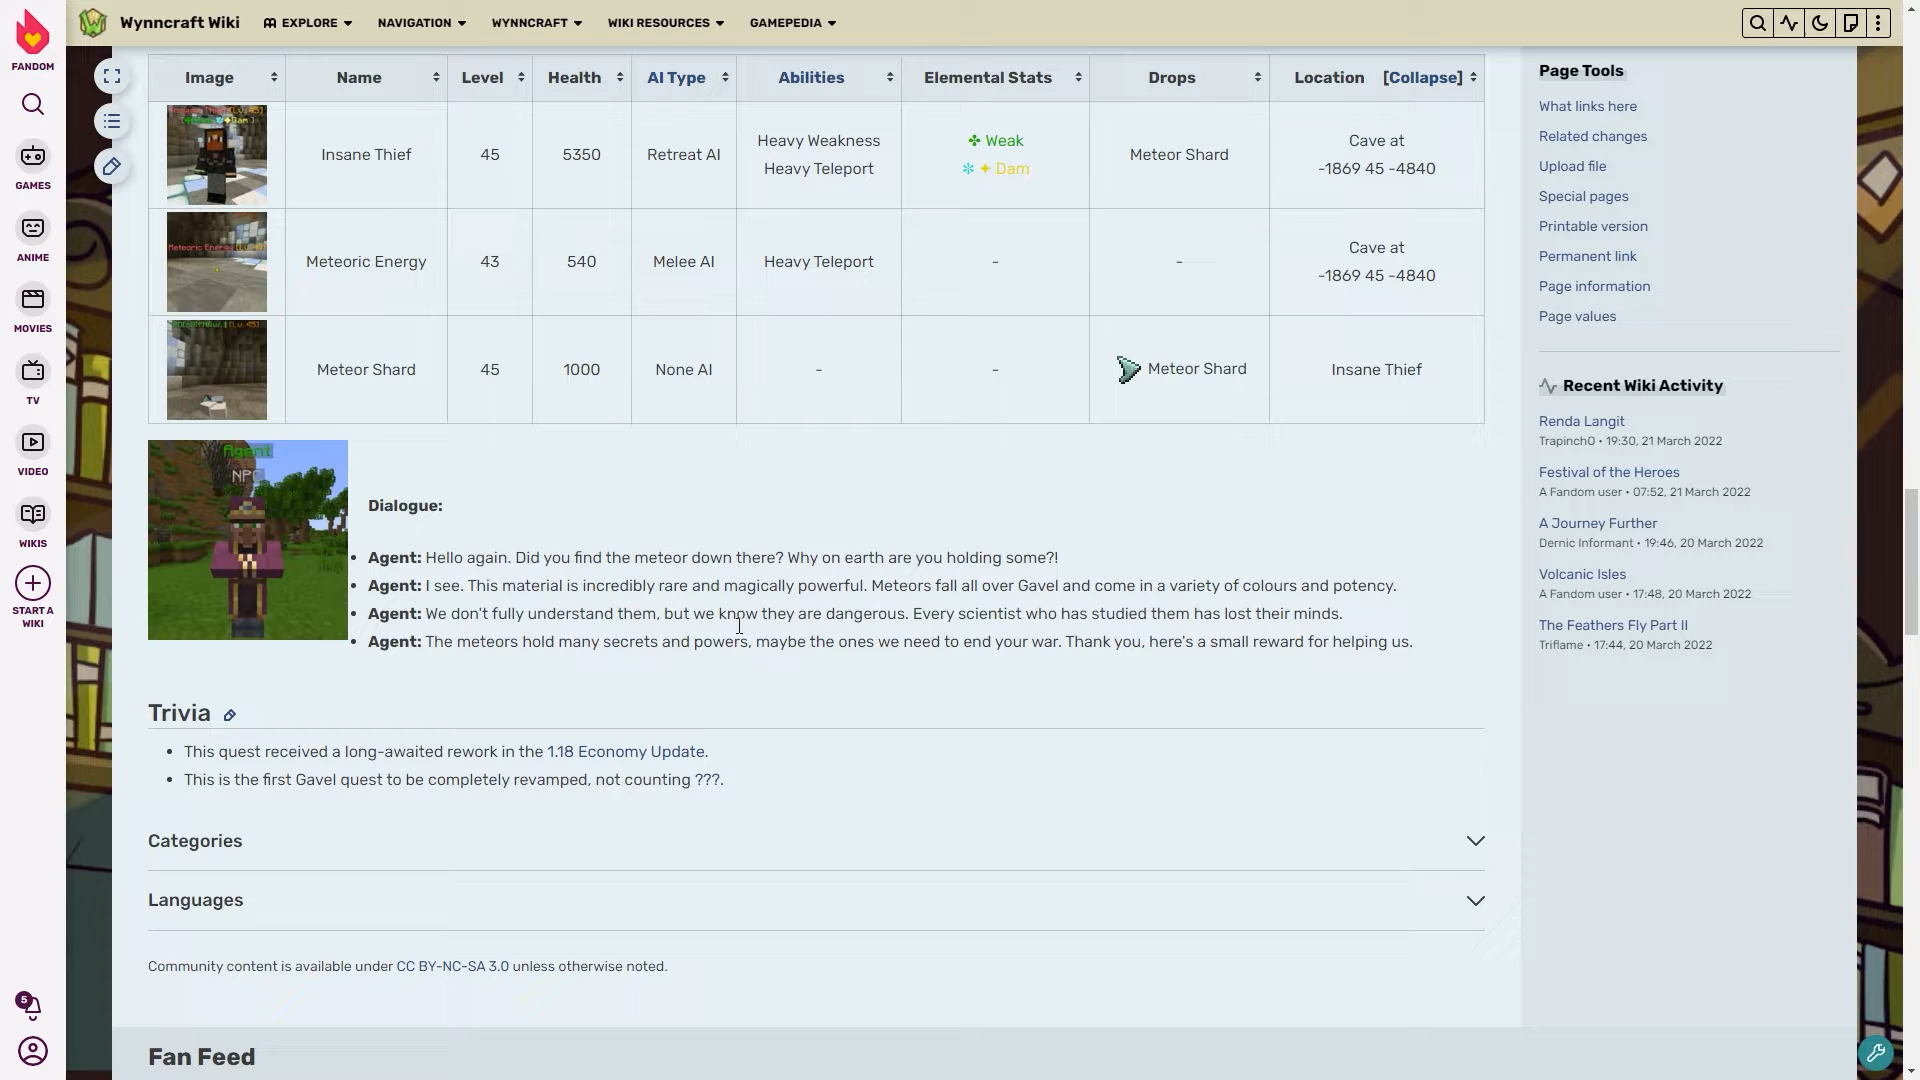 FANDOM
GAMES
ANIME
MOVIES
TV
VIDEO
WIKIS
START A
WIKI
5
Wynncraft Wiki
EXPLORE
NAVIGATION
WYNNCRAFT
WIKI RESOURCES
GAMEPEDIA
Image Name Level Health AI Type Abilities Elemental Stats Drops Location [Collapse]
Insane Thief 45 5350 Retreat AI Heavy Weakness ✤ Weak Meteor Shard Cave at
Heavy Teleport ❄ ✦ Dam -1869 45 -4840
Meteoric Energy 43 540 Melee AI Heavy Teleport - - Cave at
-1869 45 -4840
Meteor Shard 45 1000 None AI - - Meteor Shard Insane Thief
Agent
NPC
Dialogue:
• Agent: Hello again. Did you find the meteor down there? Why on earth are you holding some?!
• Agent: I see. This material is incredibly rare and magically powerful. Meteors fall all over Gavel and come in a variety of colours and potency.
• Agent: We don't fully understand them, but we know they are dangerous. Every scientist who has studied them has lost their minds.
• Agent: The meteors hold many secrets and powers, maybe the ones we need to end your war. Thank you, here's a small reward for helping us.
Trivia
• This quest received a long-awaited rework in the 1.18 Economy Update.
• This is the first Gavel quest to be completely revamped, not counting ???.
Categories
Languages
Community content is available under CC BY-NC-SA 3.0 unless otherwise noted.
Fan Feed
Page Tools
What links here
Related changes
Upload file
Special pages
Printable version
Permanent link
Page information
Page values
Recent Wiki Activity
Renda Langit
TrapinchO • 19:30, 21 March 2022
Festival of the Heroes
A Fandom user • 07:52, 21 March 2022
A Journey Further
Dernic Informant • 19:46, 20 March 2022
Volcanic Isles
A Fandom user • 17:48, 20 March 2022
The Feathers Fly Part II
Triflame • 17:44, 20 March 2022